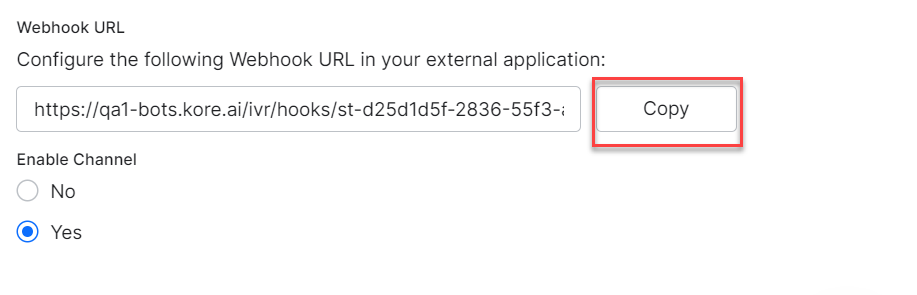 Webhook URL
Configure the following Webhook URL in your external application:
https://qa1-bots.kore.ai/ivr/hooks/st-d25d1d5f-2836-55f3-a
Copy
Enable Channel
No
Yes